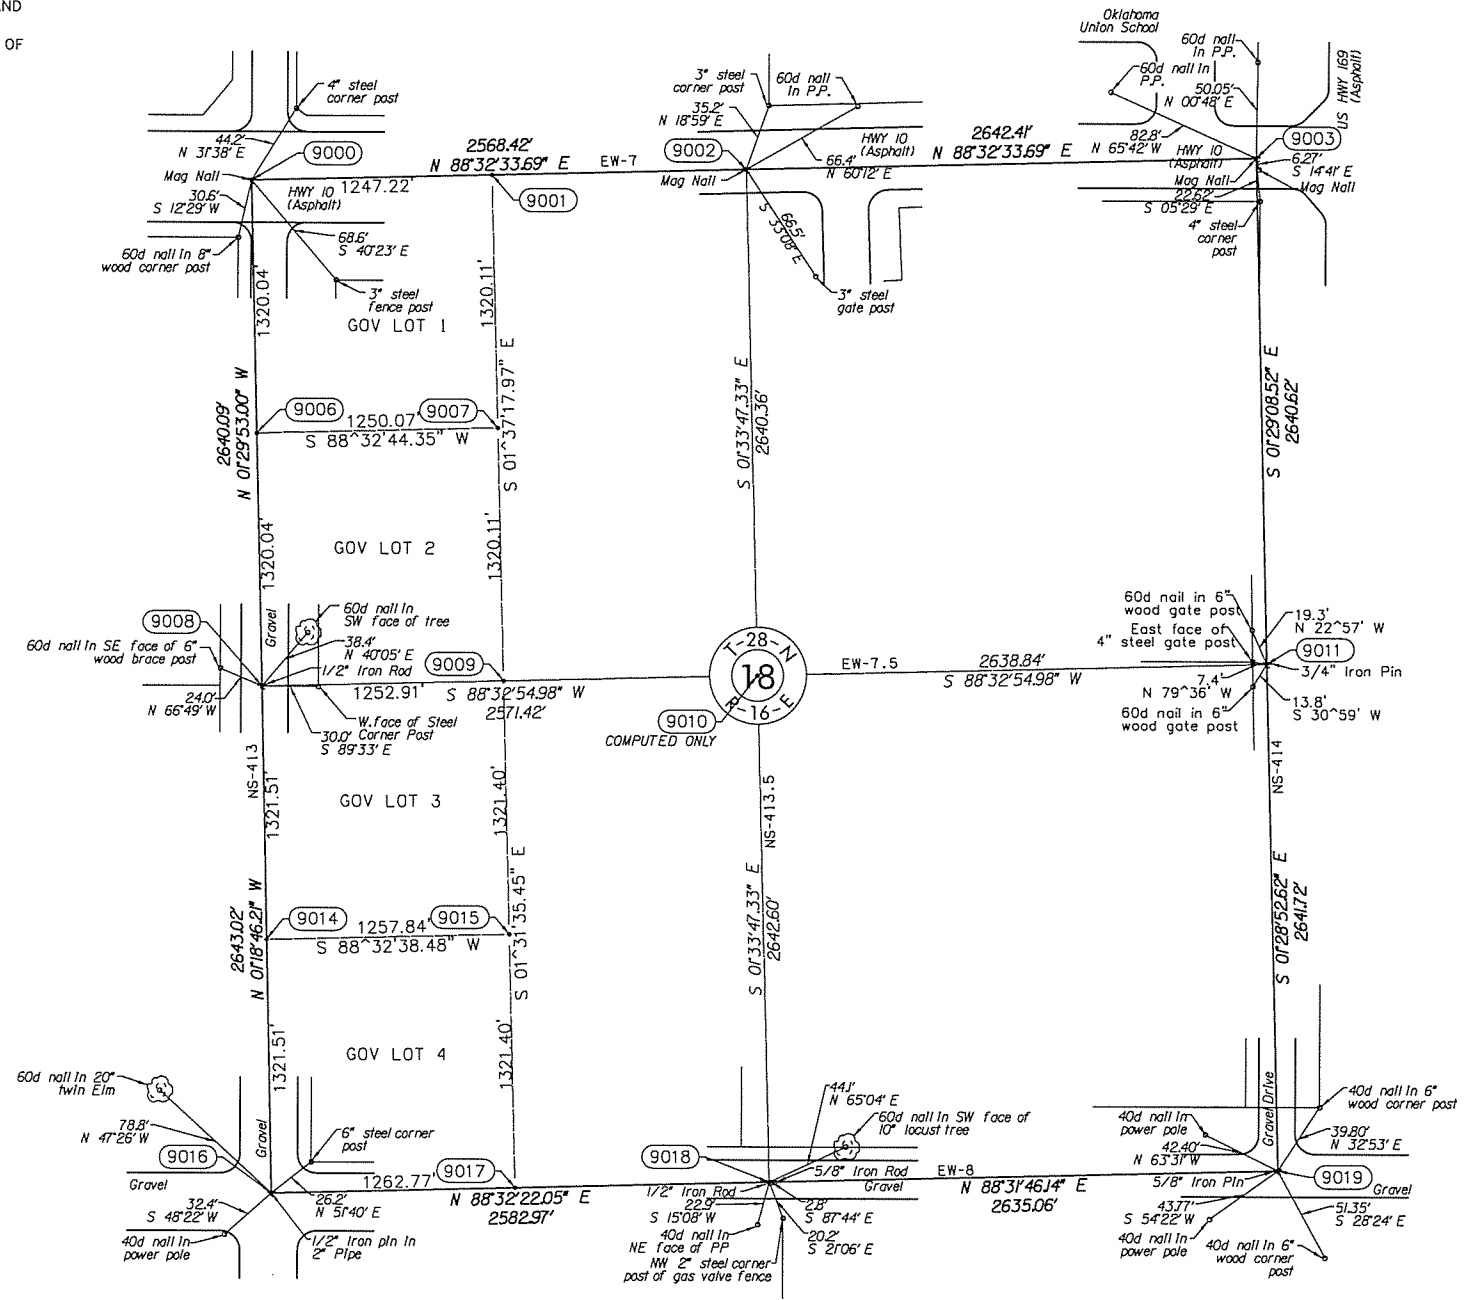 AND
OF
Oklahoma
Union School
60d nail
in P.P.
60d nail in
P.P.
50.05'
N 00°48' E
US HWY 169
(Asphalt)
4" steel
corner post
3" steel
corner post
60d nail
in P.P.
44.2'
N 31°38' E
35.2'
N 18°59' E
9000
2568.42'
N 88°32'33.69" E
EW-7
9002
HWY 10
(Asphalt)
66.4'
N 60°12' E
2642.41'
N 88°32'33.69" E
82.8'
N 65°42' W
HWY 10
(Asphalt)
9003
6.27'
S 14°41' E
Mag Nail
Mag Nail
Mag Nail
Mag Nail
30.6'
S 12°29' W
HWY 10
(Asphalt)
1247.22'
9001
22.62'
S 05°29' E
4" steel
corner
post
60d nail in 8"
wood corner post
68.6'
S 40°23' E
3" steel
fence post
66.5'
S 33°08' E
3" steel
gate post
1320.04'
GOV LOT 1
1320.11'
N 01°29'53.00" W
2640.09'
9006
1250.07'
9007
S 88^32'44.35" W
S 01^37'17.97" E
S 01°33'47.33" E
2640.36'
S 01°29'08.52" E
2640.62'
1320.04'
GOV LOT 2
1320.11'
9008
Gravel
60d nail in
SW face of tree
60d nail in SE face of 6"
wood brace post
38.4'
N 40°05' E
1/2" Iron Rod
9009
24.0'
N 66°49' W
1252.91'
S 88°32'54.98" W
2571.42'
W.face of Steel
Corner Post
30.0'
S 89°33' E
T-28-N
18
R-16-E
9010
COMPUTED ONLY
EW-7.5
2638.84'
S 88°32'54.98" W
60d nail in 6"
wood gate post
East face of
4" steel gate post
19.3'
N 22^57' W
9011
3/4" Iron Pin
7.4'
N 79^36' W
60d nail in 6"
wood gate post
13.8'
S 30^59' W
NS-413
1321.51'
GOV LOT 3
1321.40'
NS-413.5
NS-414
N 01°18'46.21" W
2643.02'
9014
1257.84'
9015
S 88^32'38.48" W
S 01^31'35.45" E
S 01°33'47.33" E
2642.60'
S 01°28'52.62" E
2641.72'
1321.51'
GOV LOT 4
1321.40'
60d nail in 20"
twin Elm
78.8'
N 47°26' W
9016
Gravel
6" steel corner
post
Gravel
1262.77'
9017
N 88°32'22.05" E
2582.97'
32.4'
S 48°22' W
26.2'
N 51°40' E
40d nail in
power pole
1/2" Iron pin in
2" Pipe
44.1'
N 65°04' E
60d nail in SW face of
10" locust tree
9018
5/8" Iron Rod
1/2" Iron Rod
Gravel
EW-8
22.9'
S 15°08' W
2.8'
S 87°44' E
40d nail in
NE face of PP
20.2'
S 21°06' E
NW 2" steel corner
post of gas valve fence
N 88°31'46.14" E
2635.06'
Gravel Drive
40d nail in
power pole
42.40'
N 63°31' W
5/8" Iron Pin
40d nail in 6"
wood corner post
39.80'
N 32°53' E
9019
Gravel
43.77'
S 54°22' W
40d nail in
power pole
51.35'
S 28°24' E
40d nail in 6"
wood corner
post